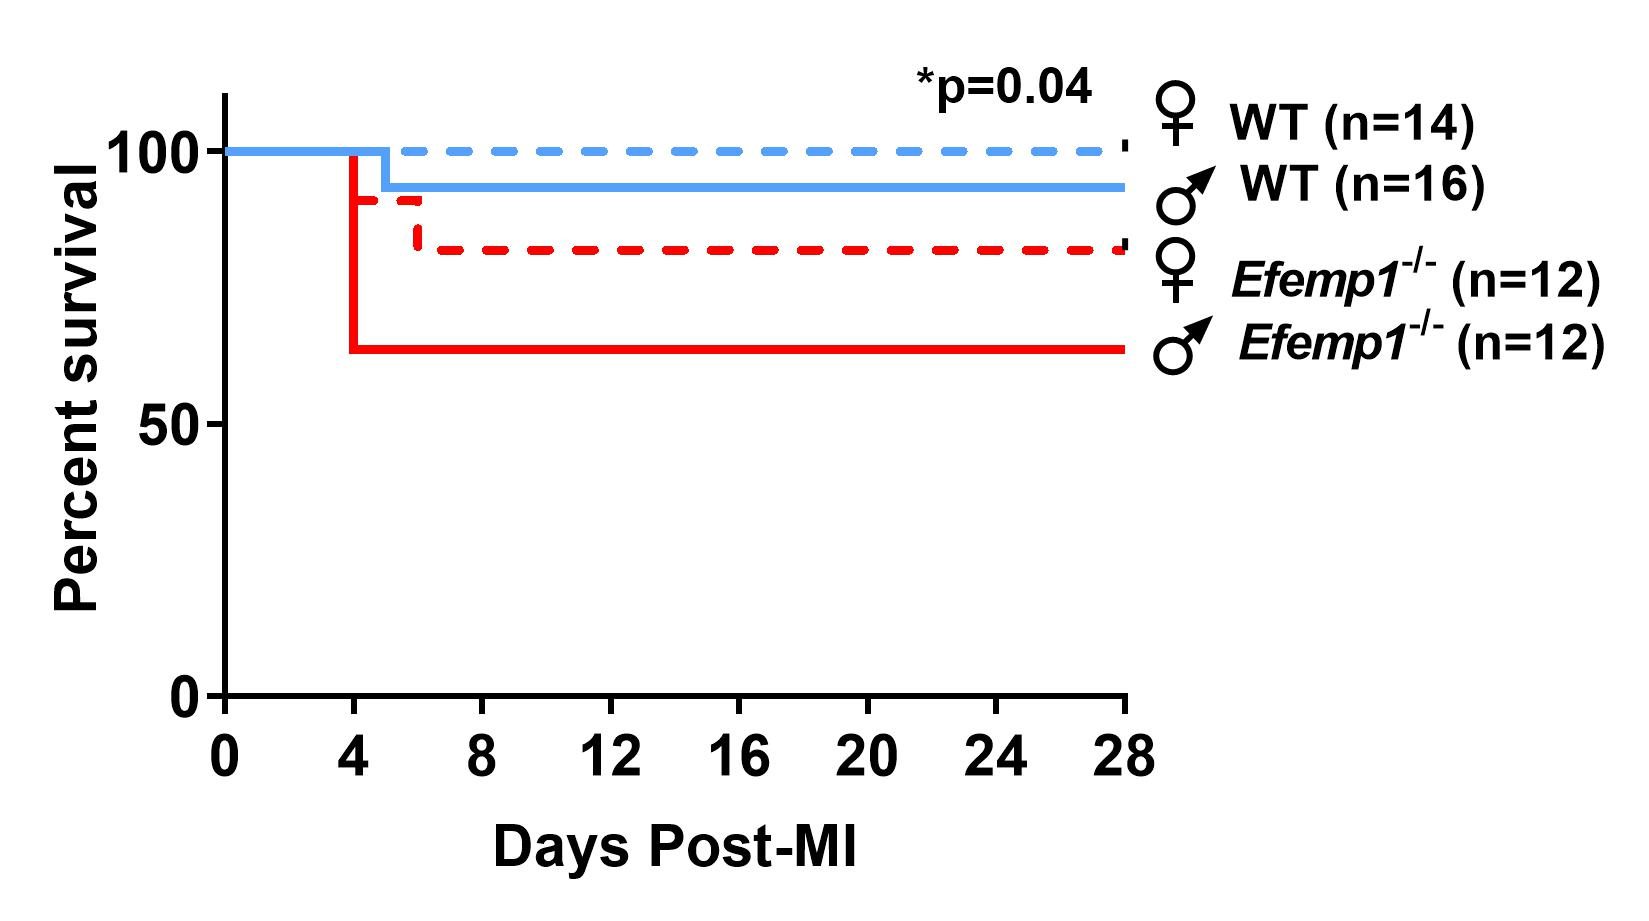 *p=0.04
♀ WT (n=14)
♂ WT (n=16)
♀ Efemp1-/- (n=12)
♂ Efemp1-/- (n=12)
Percent survival
100
50
0
0 4 8 12 16 20 24 28
Days Post-MI